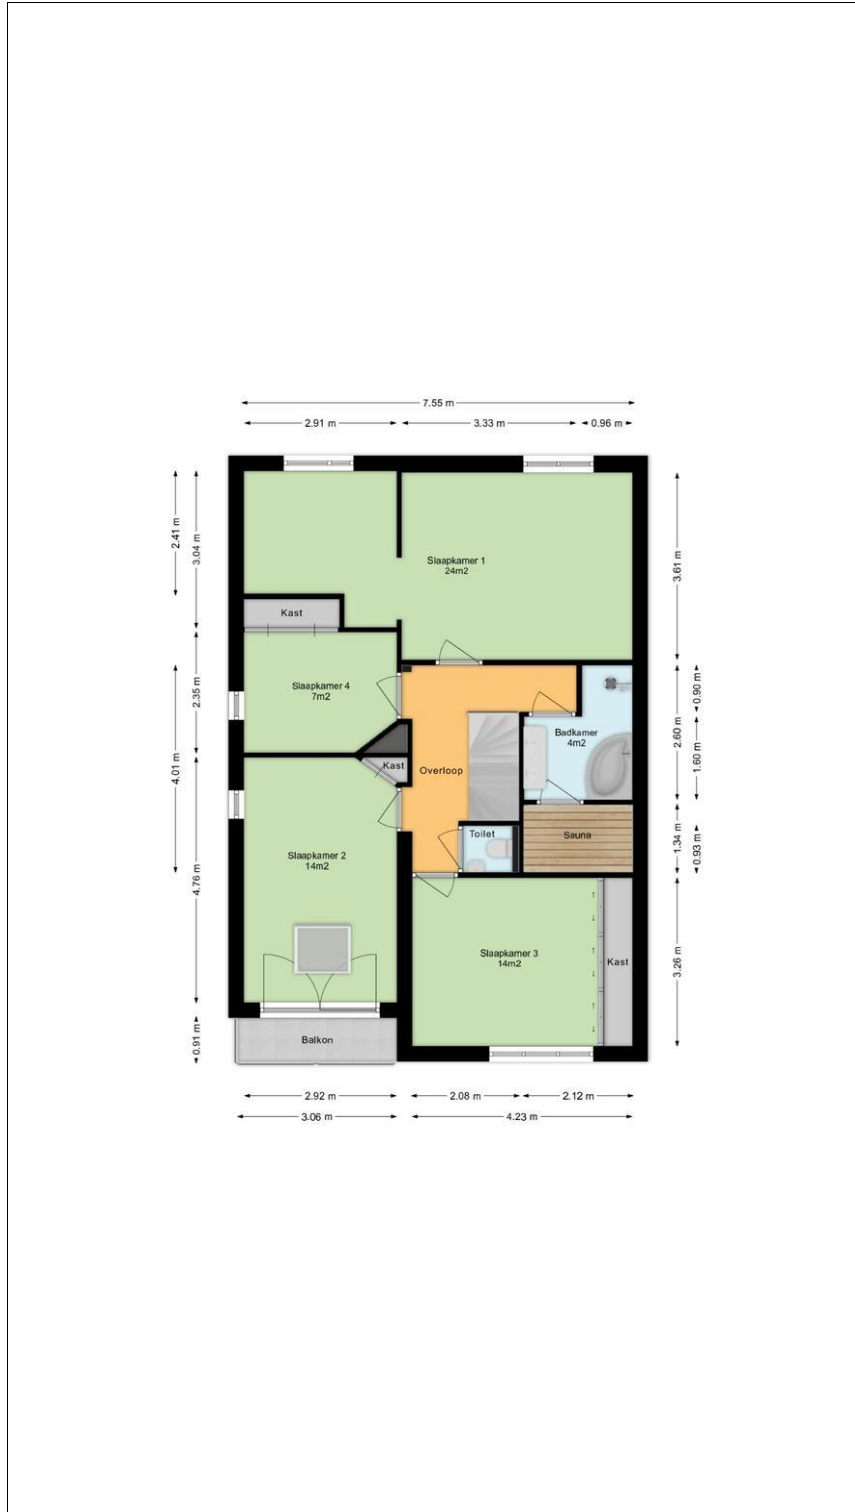 7.55 m
2.91 m
3.33 m
0.96 m
2.41 m
3.04 m
3.61 m
Slaapkamer 1
24m2
Kast
Slaapkamer 4
7m2
2.35 m
4.01 m
0.90 m
2.60 m
1.60 m
Badkamer
4m2
Kast
Overloop
Toilet
Sauna
1.34 m
0.93 m
Slaapkamer 2
14m2
4.76 m
Slaapkamer 3
14m2
Kast
3.26 m
Balkon
0.91 m
2.92 m
2.08 m
2.12 m
3.06 m
4.23 m